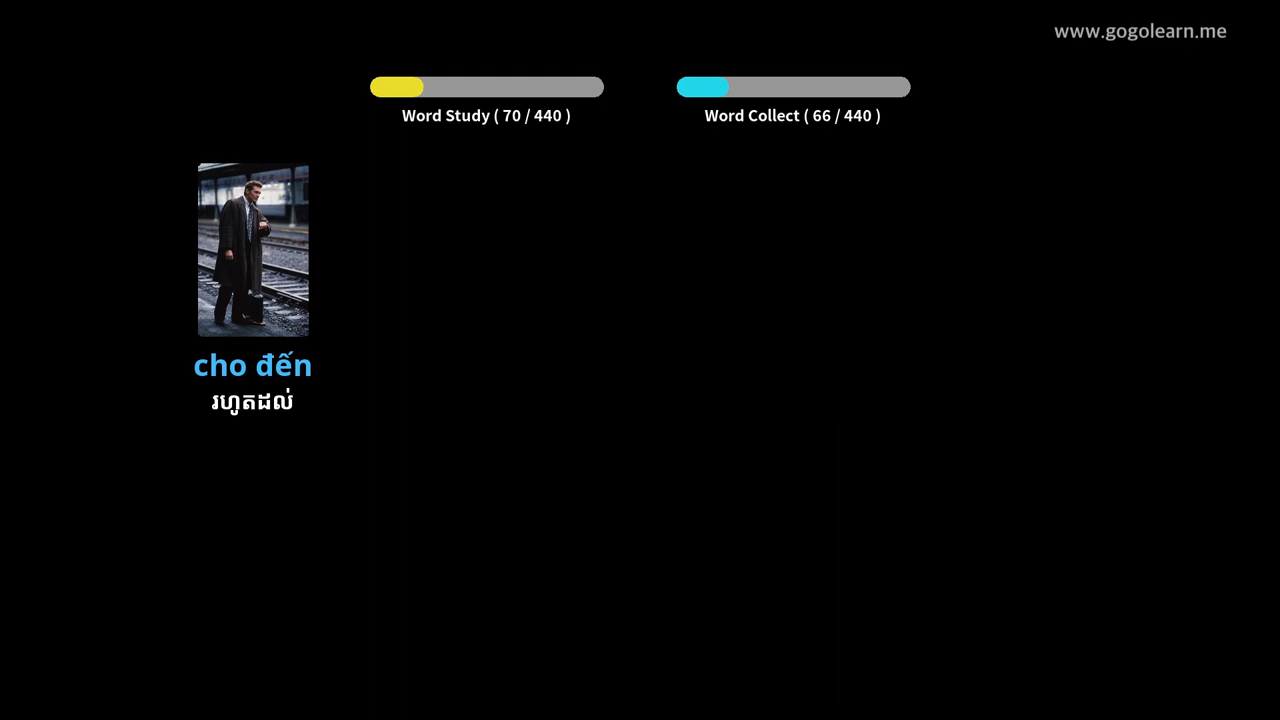 www.gogolearn.me
Word Study ( 70 / 440 )
Word Collect ( 66 / 440 )
cho đến
រហូតដល់